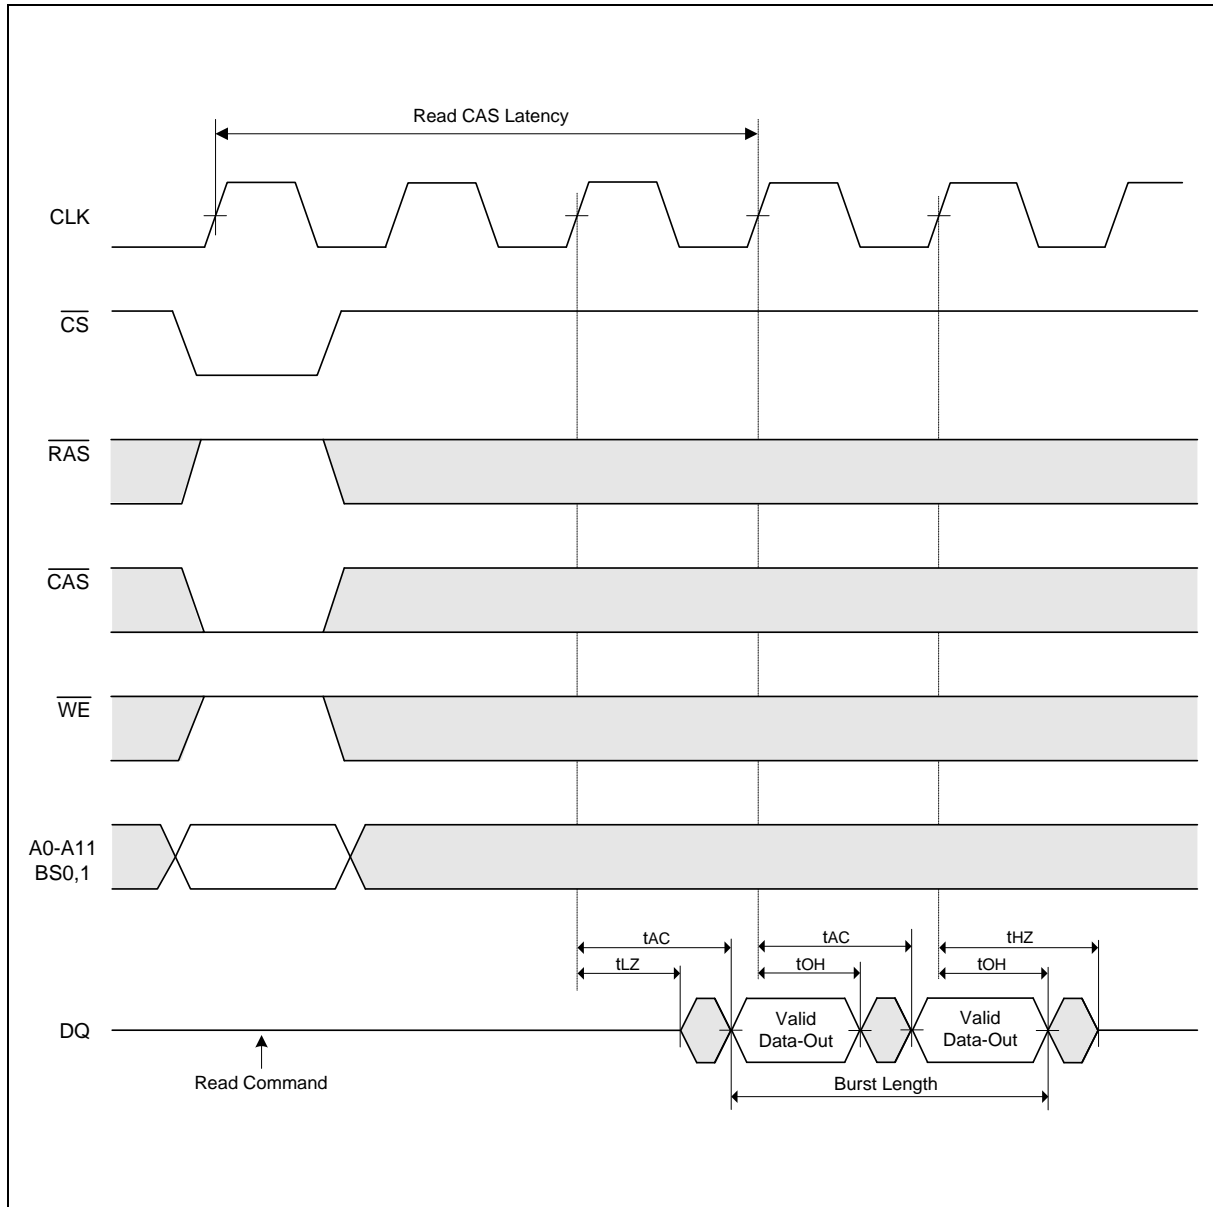 Read CAS Latency
CLK
CS
RAS
CAS
WE
A0-A11
BS0,1
tAC
tAC
tHZ
tLZ
tOH
tOH
DQ
Valid
Data-Out
Valid
Data-Out
Read Command
Burst Length